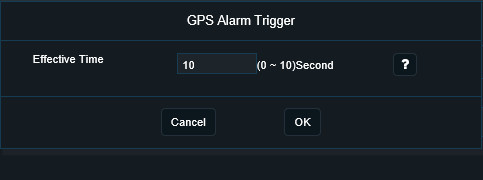 GPS Alarm Trigger
Effective Time 10 (0 ~ 10)Second ?
Cancel OK